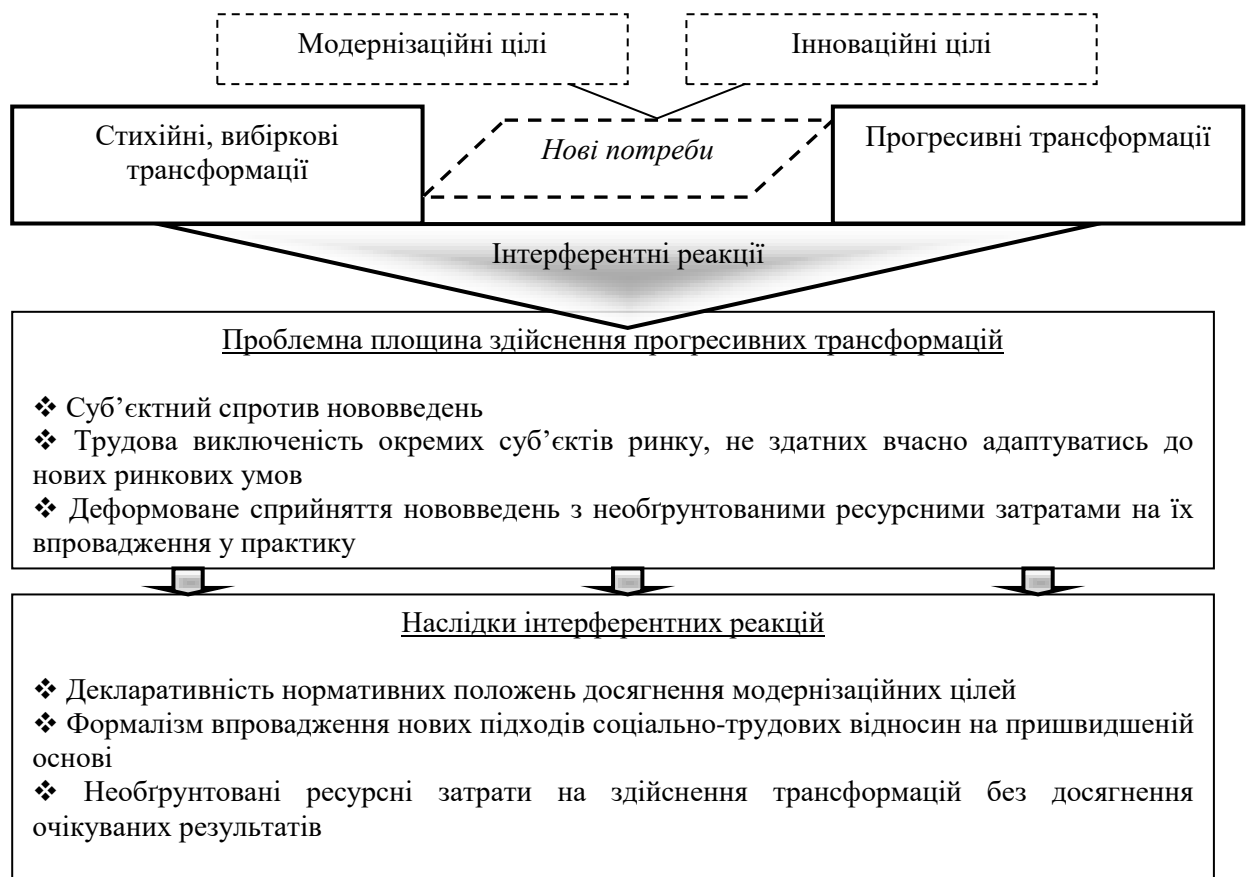 Модернізаційні цілі
Інноваційні цілі
Стихійні, вибіркові
трансформації
Нові потреби
Прогресивні трансформації
Інтерферентні реакції
Проблемна площина здійснення прогресивних трансформацій
❖ Суб’єктний спротив нововведень
❖ Трудова виключеність окремих суб’єктів ринку, не здатних вчасно адаптуватись до
нових ринкових умов
❖ Деформоване сприйняття нововведень з необґрунтованими ресурсними затратами на їх
впровадження у практику
Наслідки інтерферентних реакцій
❖ Декларативність нормативних положень досягнення модернізаційних цілей
❖ Формалізм впровадження нових підходів соціально-трудових відносин на пришвидшеній
основі
❖ Необґрунтовані ресурсні затрати на здійснення трансформацій без досягнення
очікуваних результатів